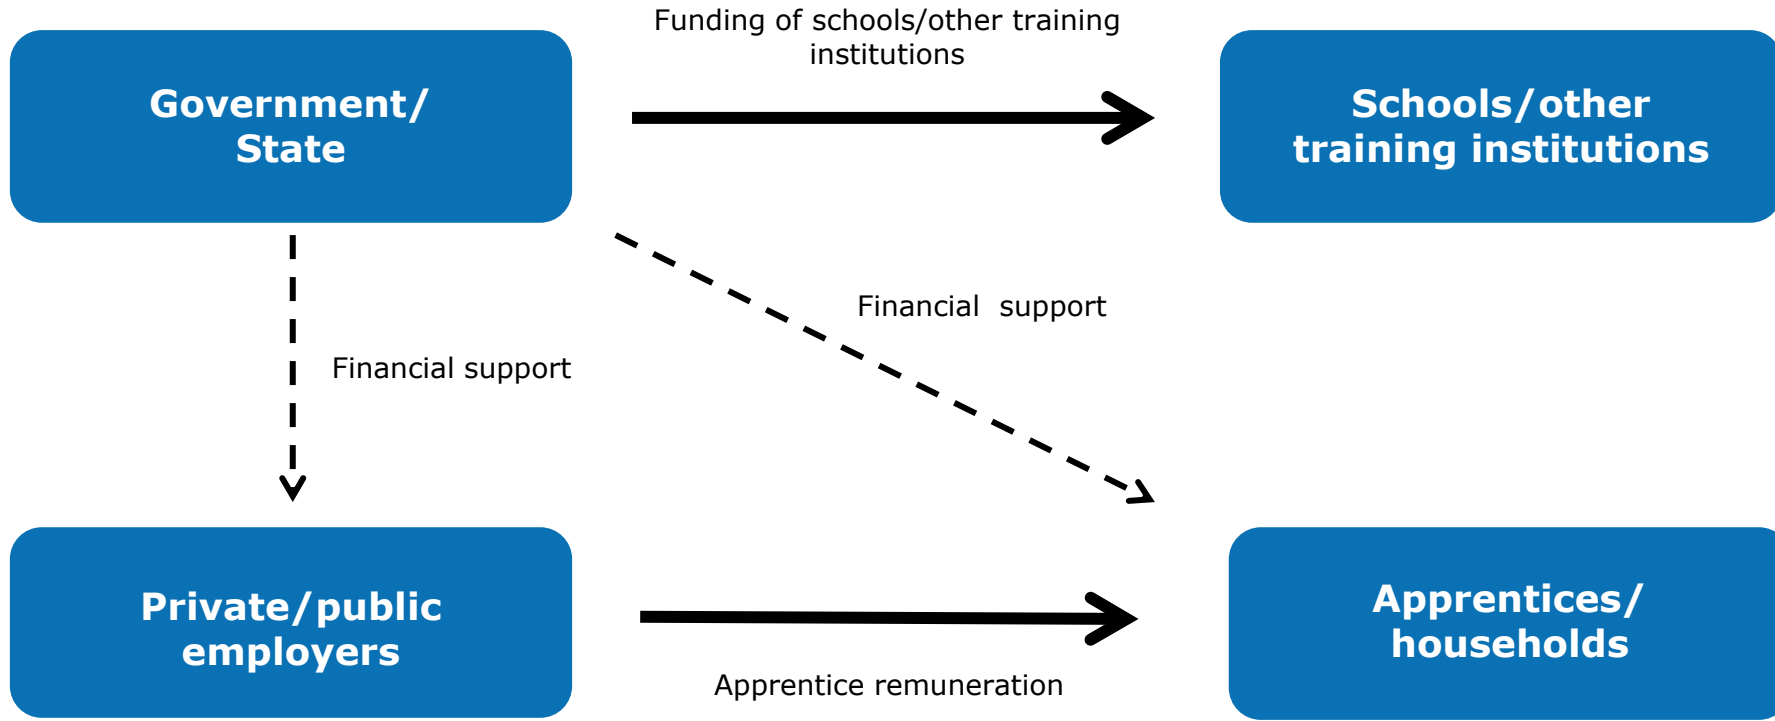 Funding of schools/other training
institutions
Government/
State
Schools/other
training institutions
Financial  support
Financial support
Private/public
employers
Apprentices/
households
Apprentice remuneration